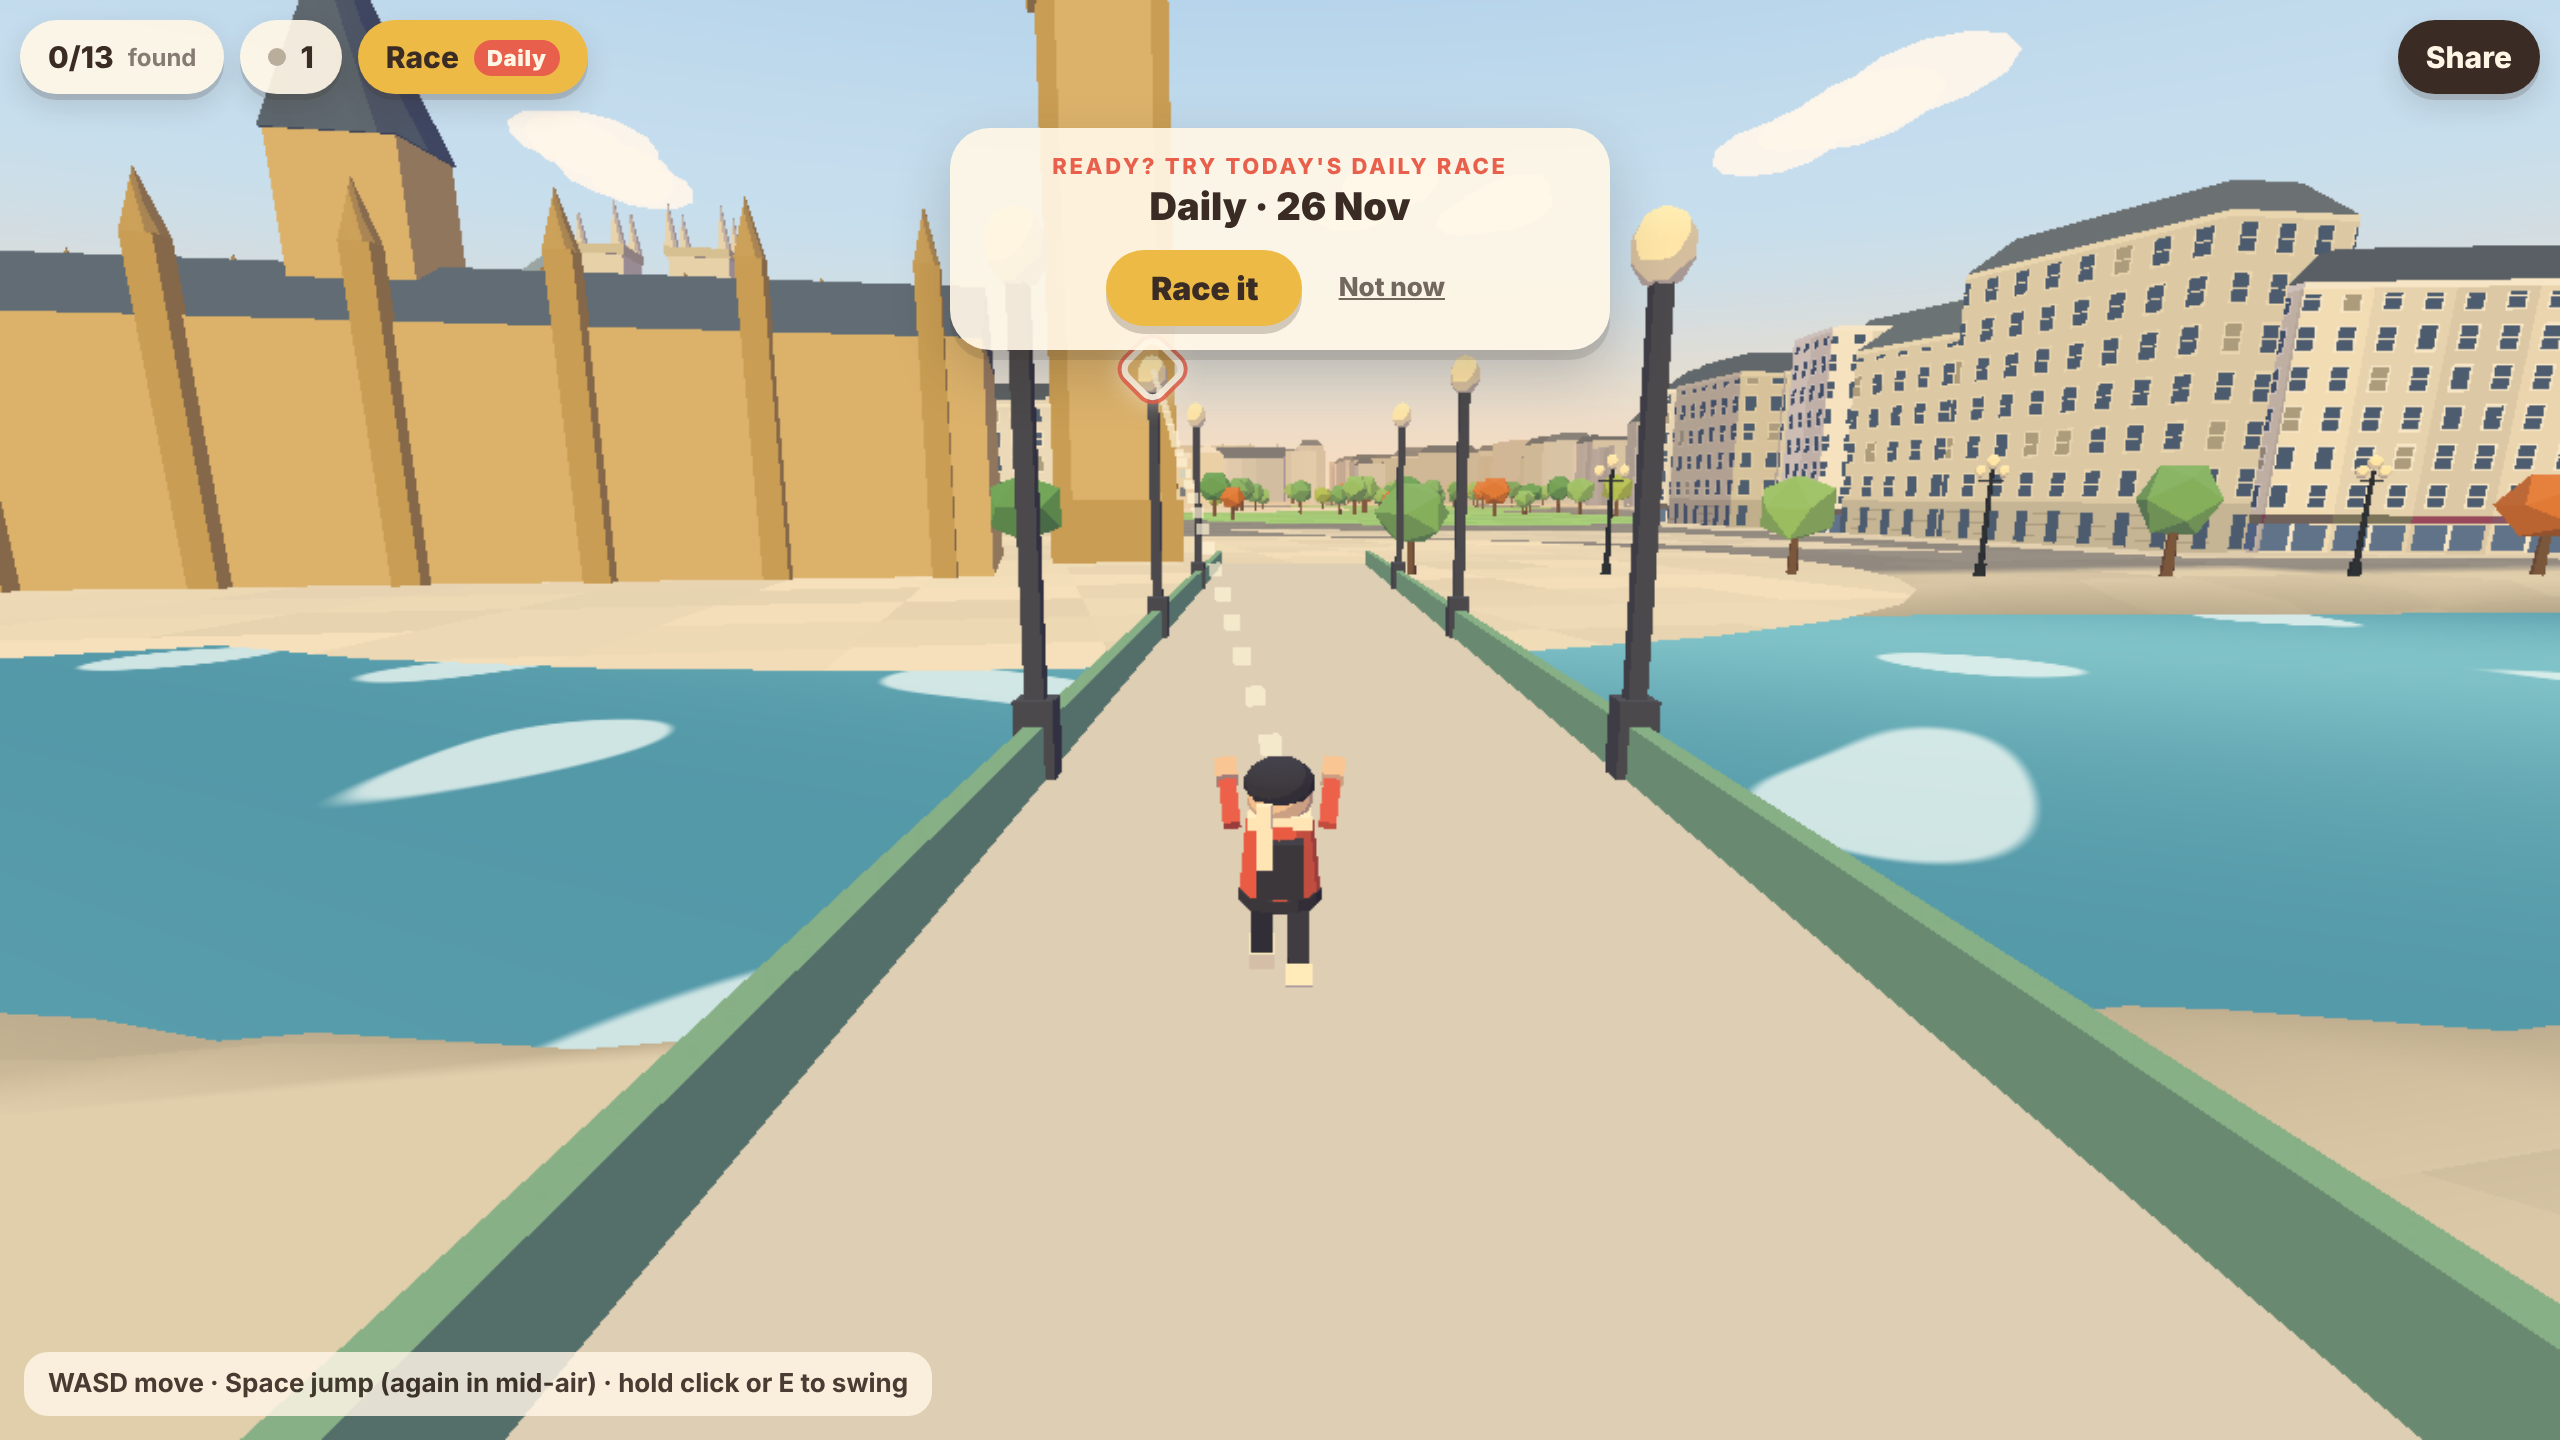 0/13 found
1
Race Daily
Share
READY? TRY TODAY'S DAILY RACE
Daily · 26 Nov
Race it
Not now
WASD move · Space jump (again in mid-air) · hold click or E to swing